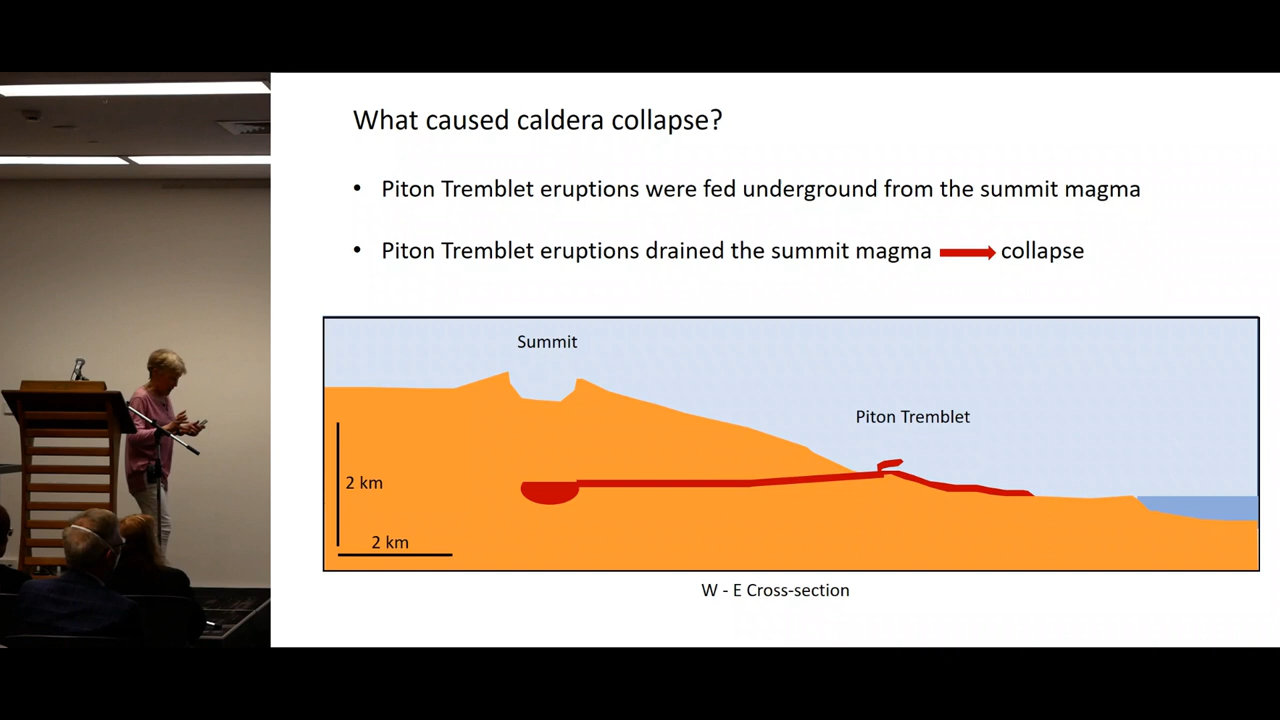 What caused caldera collapse?
• Piton Tremblet eruptions were fed underground from the summit magma
• Piton Tremblet eruptions drained the summit magma collapse
Summit
Piton Tremblet
2 km
2 km
W - E Cross-section